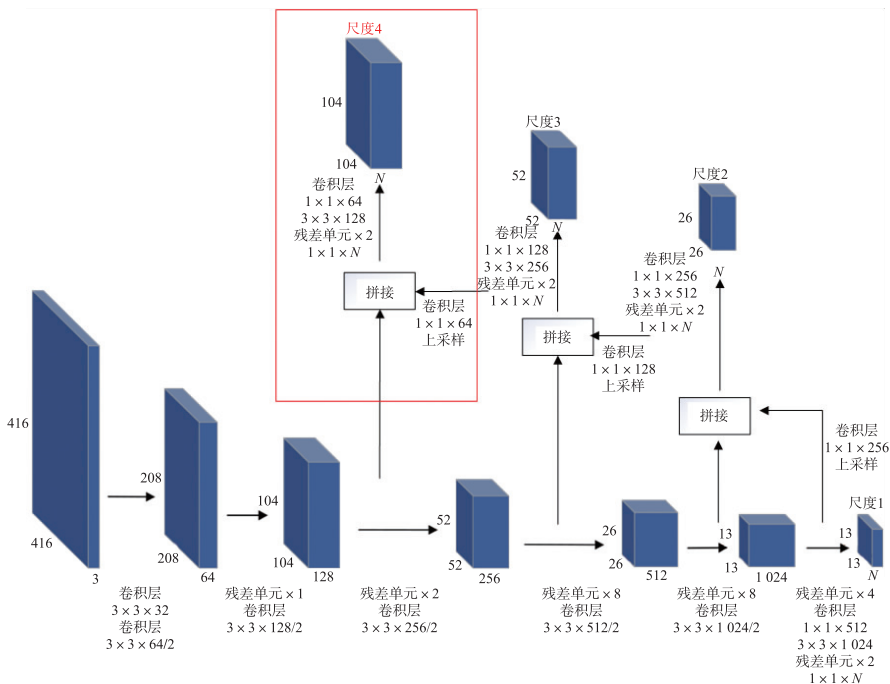 尺度4
104
104
N
卷积层
1×1×64
3×3×128
残差单元×2
1×1×N
拼接
卷积层
1×1×64
上采样
尺度3
52
52
N
卷积层
1×1×128
3×3×256
残差单元×2
1×1×N
拼接
卷积层
1×1×128
上采样
尺度2
26
26
N
卷积层
1×1×256
3×3×512
残差单元×2
1×1×N
拼接
卷积层
1×1×256
上采样
尺度1
13
13
N
416
416
3
208
208
64
104
104
128
52
52
256
26
26
512
13
13
1 024
卷积层
3×3×32
卷积层
3×3×64/2
残差单元×1
卷积层
3×3×128/2
残差单元×2
卷积层
3×3×256/2
残差单元×8
卷积层
3×3×512/2
残差单元×8
卷积层
3×3×1 024/2
残差单元×4
卷积层
1×1×512
3×3×1 024
残差单元×2
1×1×N